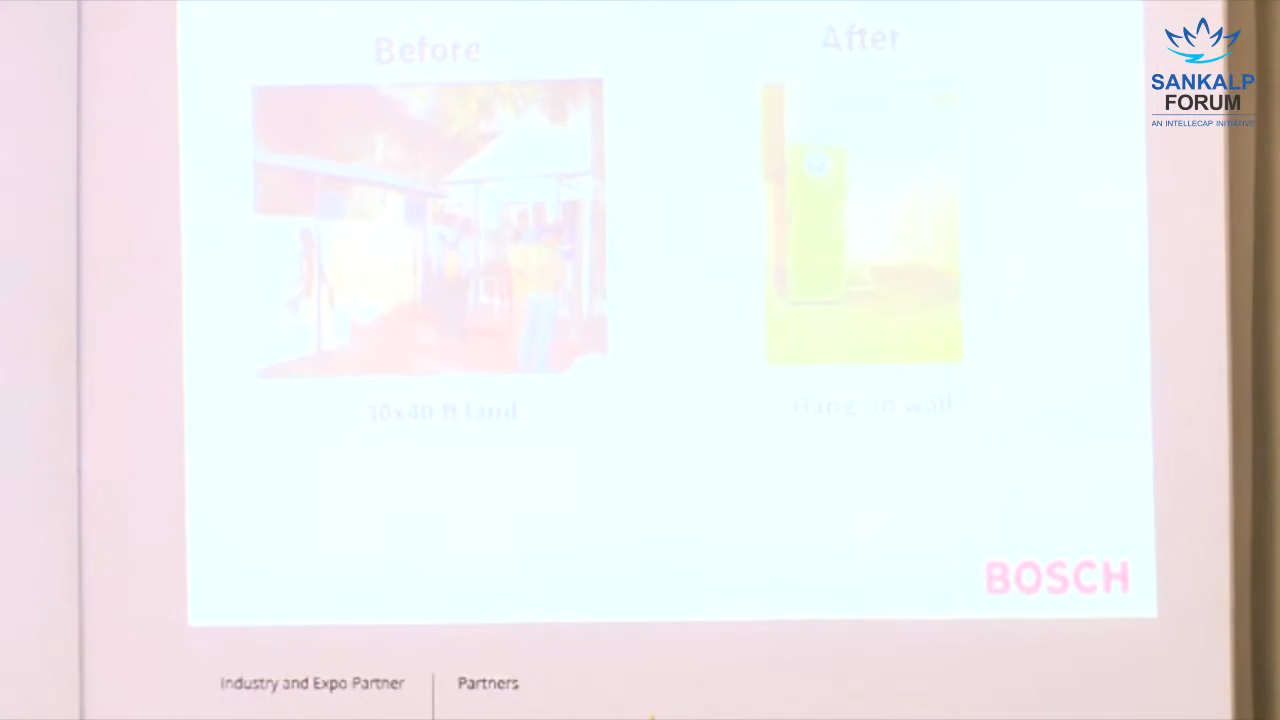 Before
After
30x40 ft land
Hang on wall
BOSCH
SANKALP
FORUM
AN INTELLECAP INITIATIVE
Industry and Expo Partner
Partners